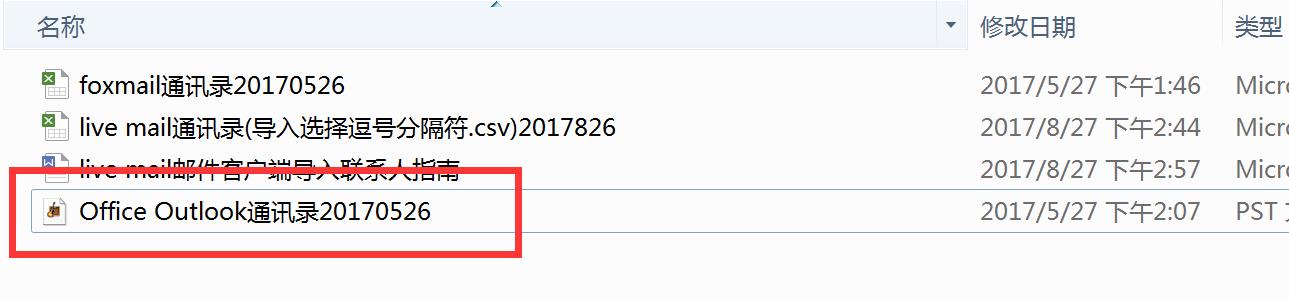 名称 修改日期 类型
foxmail通讯录20170526 2017/5/27 下午1:46 Micro
live mail通讯录(导入选择逗号分隔符.csv)2017826 2017/8/27 下午2:44 Micro
live mail邮件客户端导入联系人指南 2017/8/27 下午2:57 Micro
Office Outlook通讯录20170526 2017/5/27 下午2:07 PST